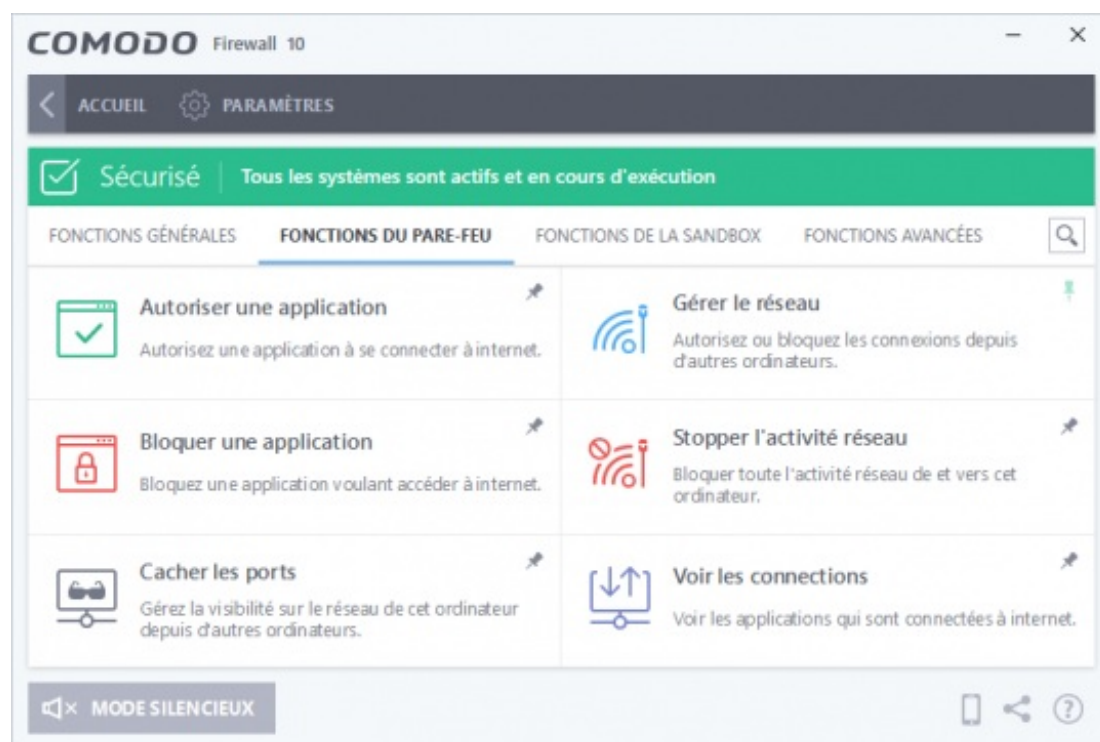 COMODO Firewall 10
ACCUEIL PARAMÈTRES
Sécurisé Tous les systèmes sont actifs et en cours d'exécution
FONCTIONS GÉNÉRALES FONCTIONS DU PARE-FEU FONCTIONS DE LA SANDBOX FONCTIONS AVANCÉES
Autoriser une application
Autorisez une application à se connecter à internet.
Gérer le réseau
Autorisez ou bloquez les connexions depuis
d'autres ordinateurs.
Bloquer une application
Bloquez une application voulant accéder à internet.
Stopper l'activité réseau
Bloquer toute l'activité réseau de et vers cet
ordinateur.
Cacher les ports
Gérez la visibilité sur le réseau de cet ordinateur
depuis d'autres ordinateurs.
Voir les connections
Voir les applications qui sont connectées à internet.
MODE SILENCIEUX